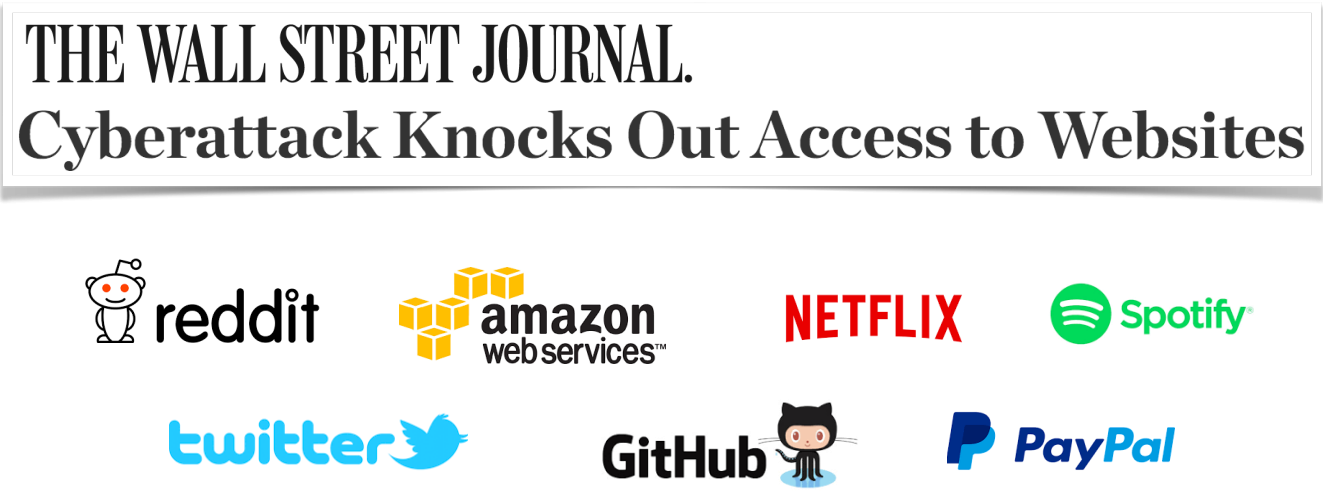 THE WALL STREET JOURNAL.
Cyberattack Knocks Out Access to Websites
reddit
amazon
web services™
NETFLIX
Spotify®
twitter
GitHub
PayPal